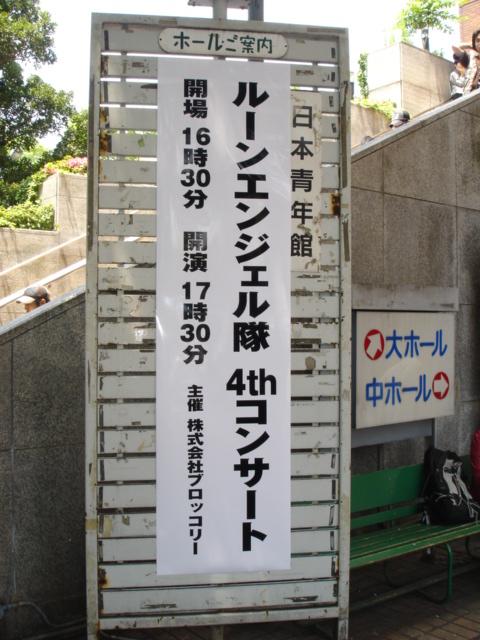 ホールご案内
日本青年館
ルーンエンジェル隊 4thコンサート
開場 16時30分 開演 17時30分
主催 株式会社ブロッコリー
大ホール
中ホール